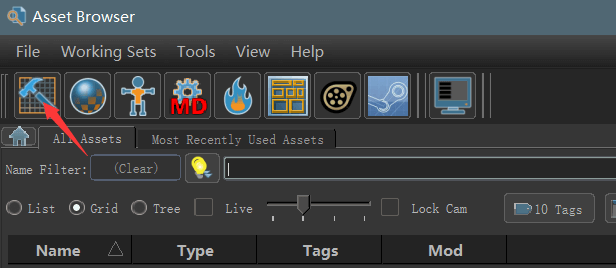 Asset Browser
File Working Sets Tools View Help
MD
All Assets Most Recently Used Assets
Name Filter: (Clear)
List Grid Tree Live Lock Cam 10 Tags
Name Type Tags Mod